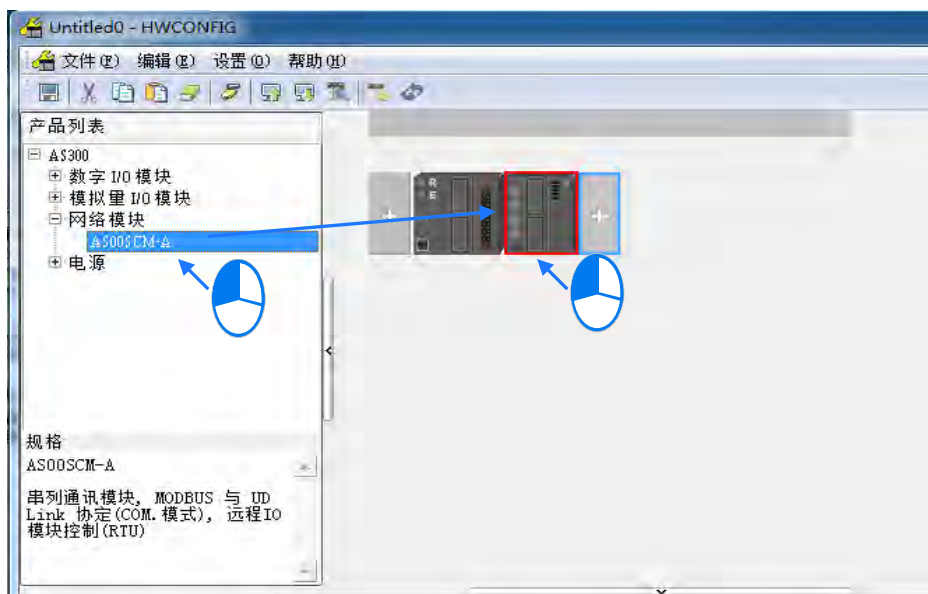 Untitled0 - HWCONFIG
文件(F) 编辑(E) 设置(O) 帮助(H)
产品列表
AS300
数字 I/O 模块
模拟量 I/O 模块
网络模块
AS00SCM-A
电源
规格
AS00SCM-A
串列通讯模块, MODBUS 与 UD
Link 协定(COM.模式), 远程IO
模块控制(RTU)